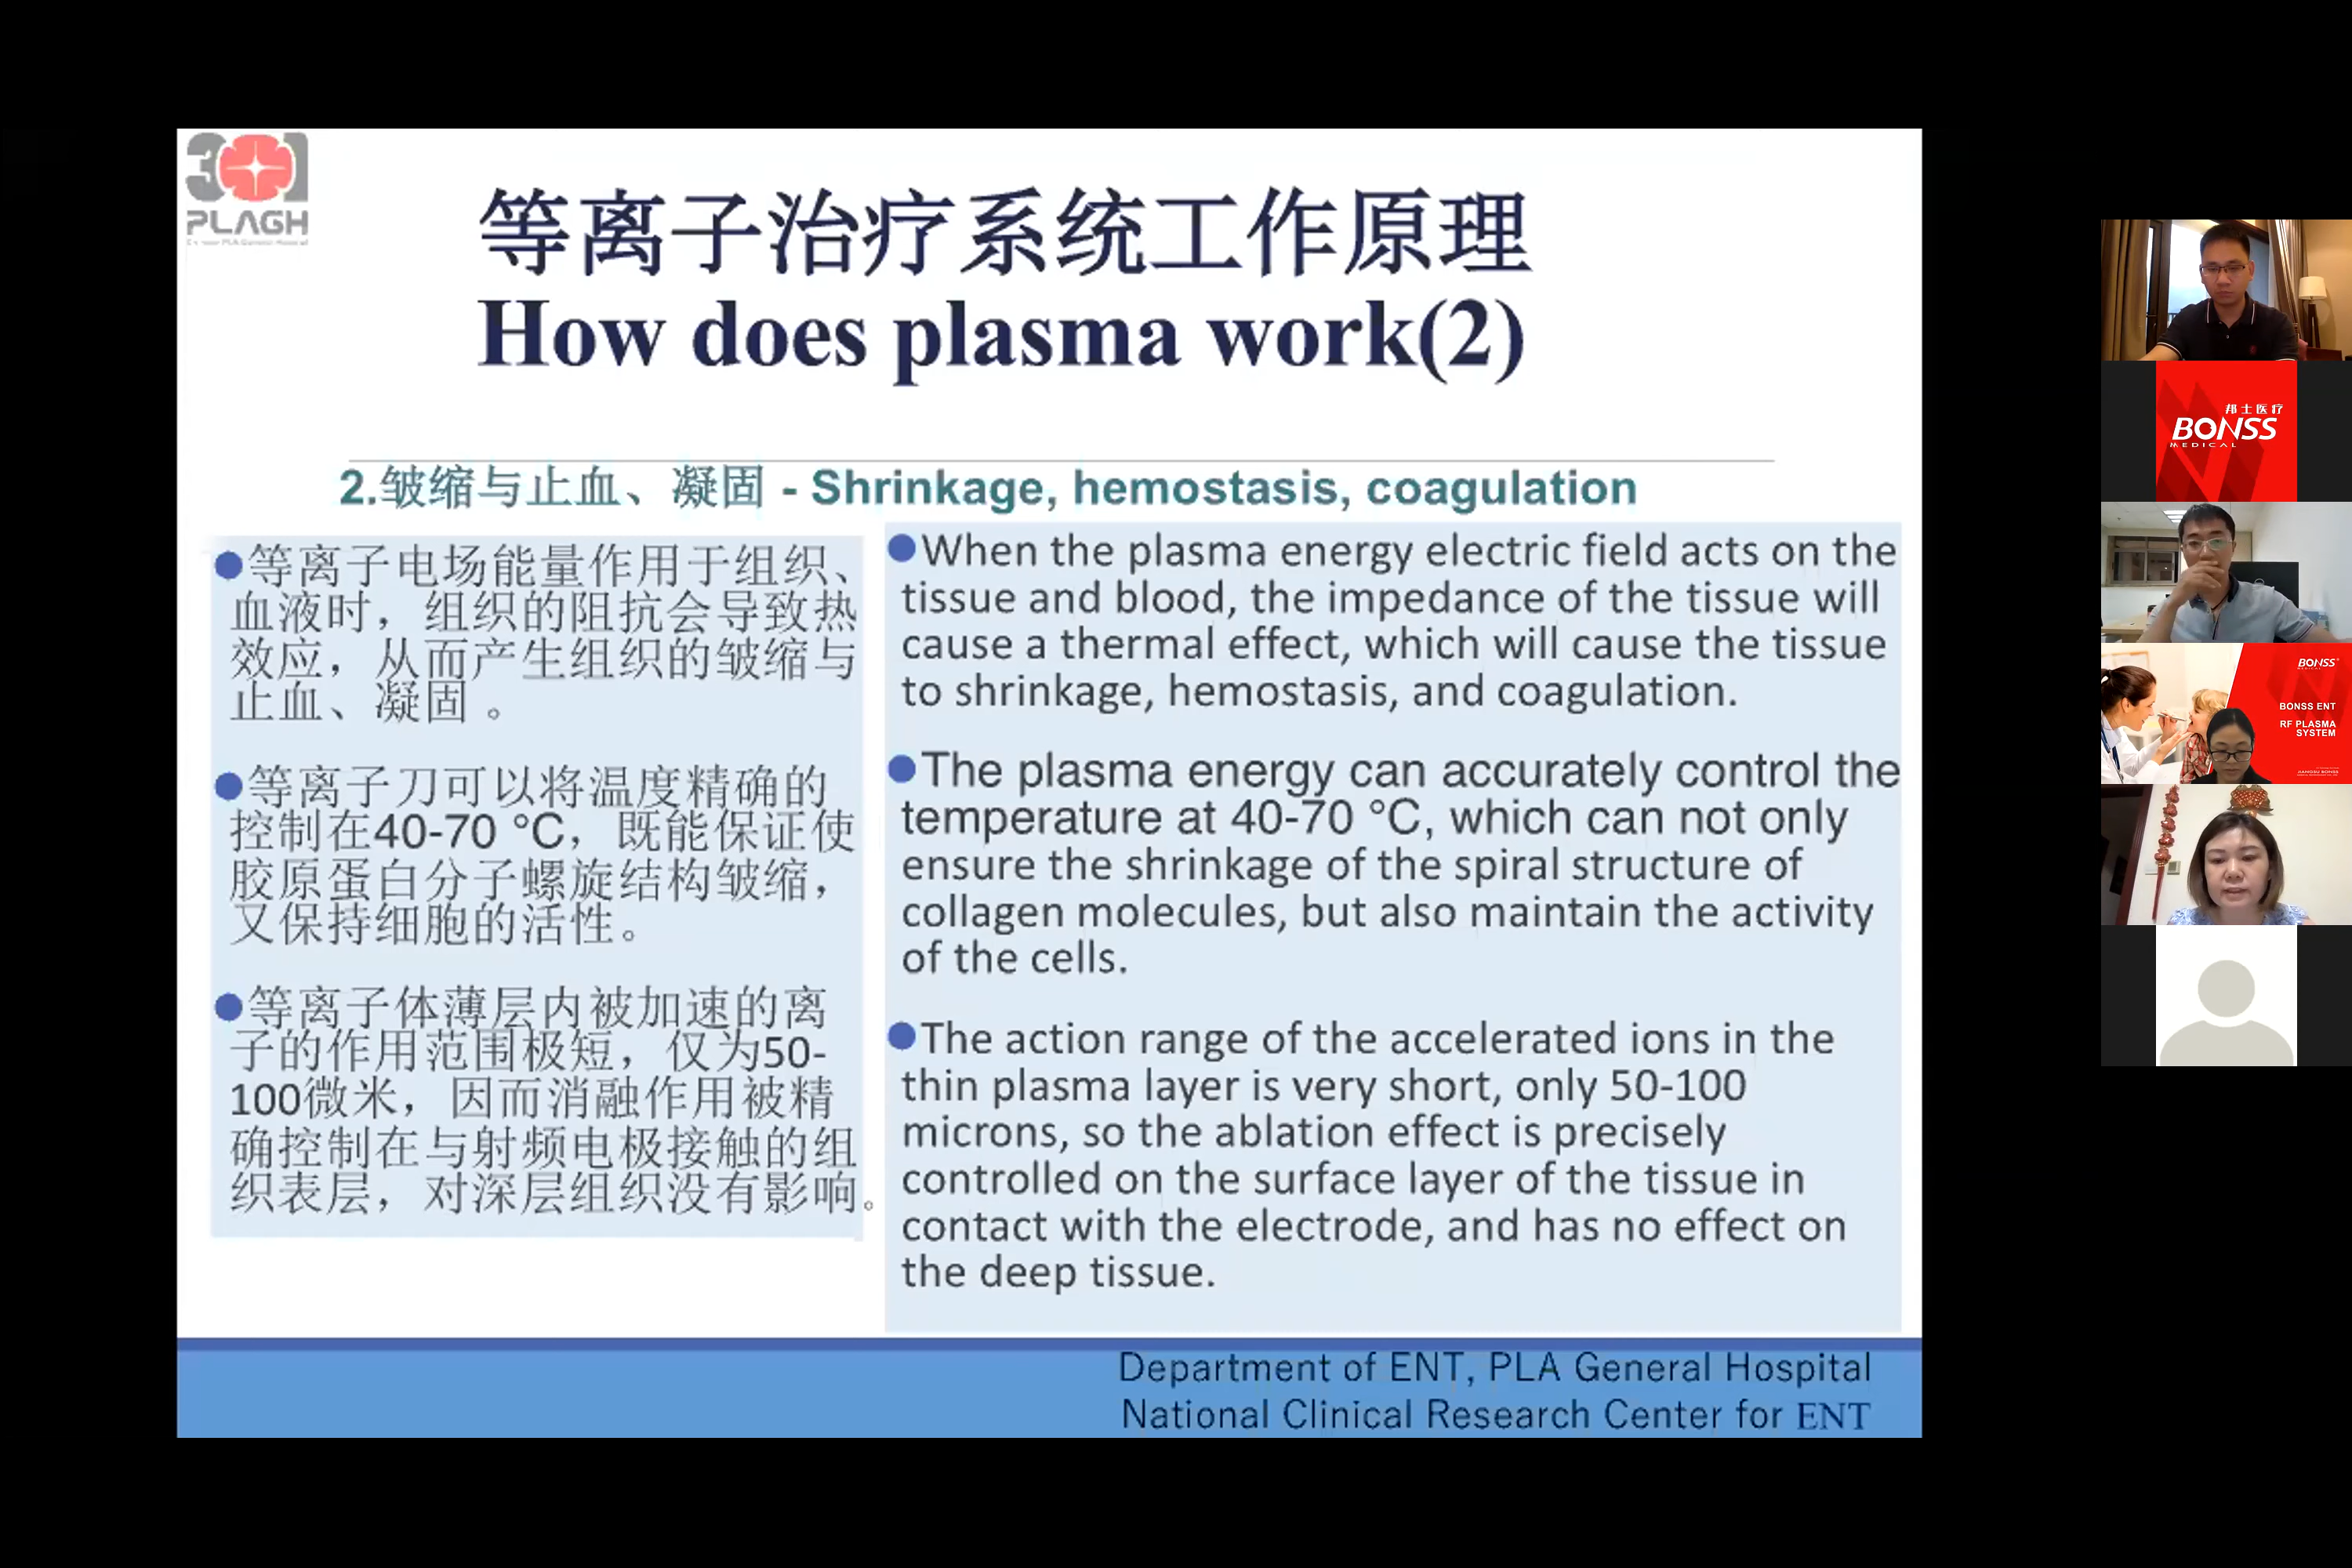 301
PLAGH
等离子治疗系统工作原理
How does plasma work(2)
2.皱缩与止血、凝固 - Shrinkage, hemostasis, coagulation
●等离子电场能量作用于组织、
血液时，组织的阻抗会导致热
效应，从而产生组织的皱缩与
止血、凝固 。
●等离子刀可以将温度精确的
控制在40-70 °C，既能保证使
胶原蛋白分子螺旋结构皱缩，
又保持细胞的活性。
●等离子体薄层内被加速的离
子的作用范围极短，仅为50-
100微米，因而消融作用被精
确控制在与射频电极接触的组
织表层，对深层组织没有影响。
●When the plasma energy electric field acts on the
tissue and blood, the impedance of the tissue will
cause a thermal effect, which will cause the tissue
to shrinkage, hemostasis, and coagulation.
●The plasma energy can accurately control the
temperature at 40-70 °C, which can not only
ensure the shrinkage of the spiral structure of
collagen molecules, but also maintain the activity
of the cells.
●The action range of the accelerated ions in the
thin plasma layer is very short, only 50-100
microns, so the ablation effect is precisely
controlled on the surface layer of the tissue in
contact with the electrode, and has no effect on
the deep tissue.
Department of ENT, PLA General Hospital
National Clinical Research Center for ENT
邦士医疗
BONSS
MEDICAL
BONSS
BONSS ENT
RF PLASMA
SYSTEM